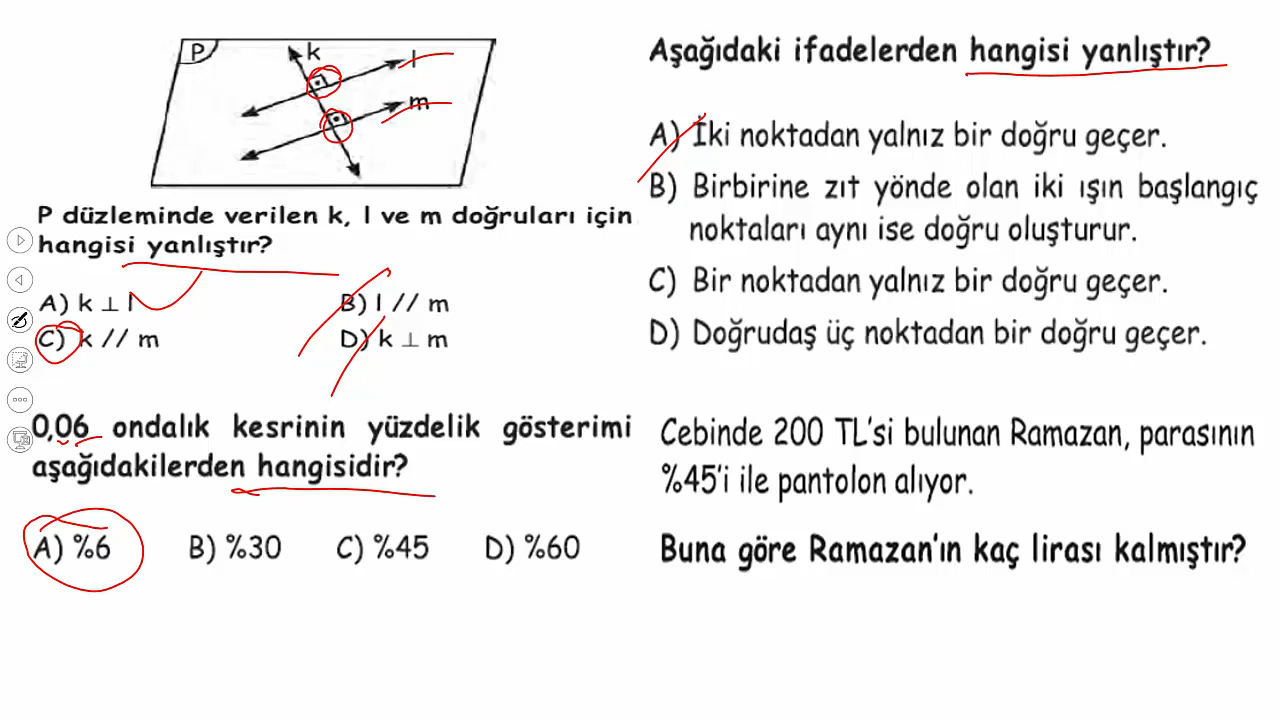 P
k
l
m
P düzleminde verilen k, l ve m doğruları için
hangisi yanlıştır?
A) k ⊥ l
B) l // m
C) k // m
D) k ⊥ m
0,06 ondalık kesrinin yüzdelik gösterimi
aşağıdakilerden hangisidir?
A) %6 B) %30 C) %45 D) %60
Aşağıdaki ifadelerden hangisi yanlıştır?
A) İki noktadan yalnız bir doğru geçer.
B) Birbirine zıt yönde olan iki ışın başlangıç
noktaları aynı ise doğru oluşturur.
C) Bir noktadan yalnız bir doğru geçer.
D) Doğrudaş üç noktadan bir doğru geçer.
Cebinde 200 TL'si bulunan Ramazan, parasının
%45'i ile pantolon alıyor.
Buna göre Ramazan'ın kaç lirası kalmıştır?